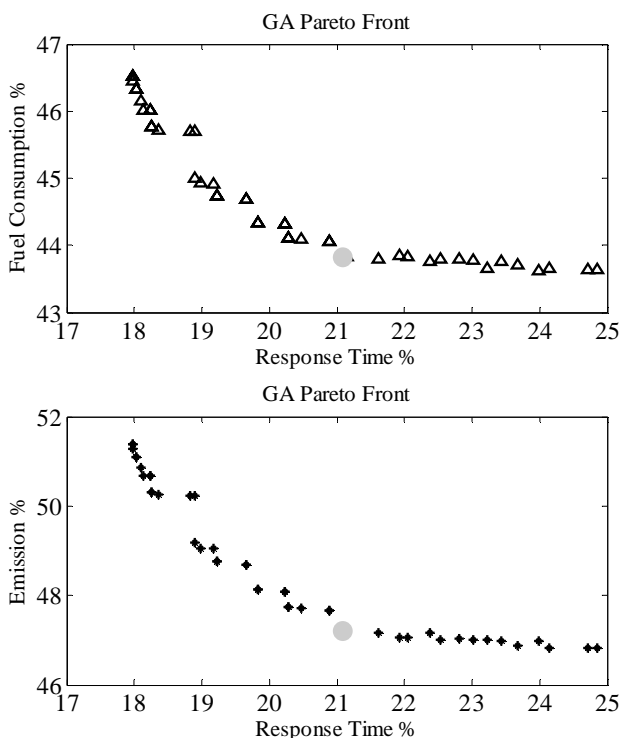 GA Pareto Front
47
46
45
44
43
Fuel Consumption %
17 18 19 20 21 22 23 24 25
Response Time %
GA Pareto Front
52
50
48
46
Emission %
17 18 19 20 21 22 23 24 25
Response Time %